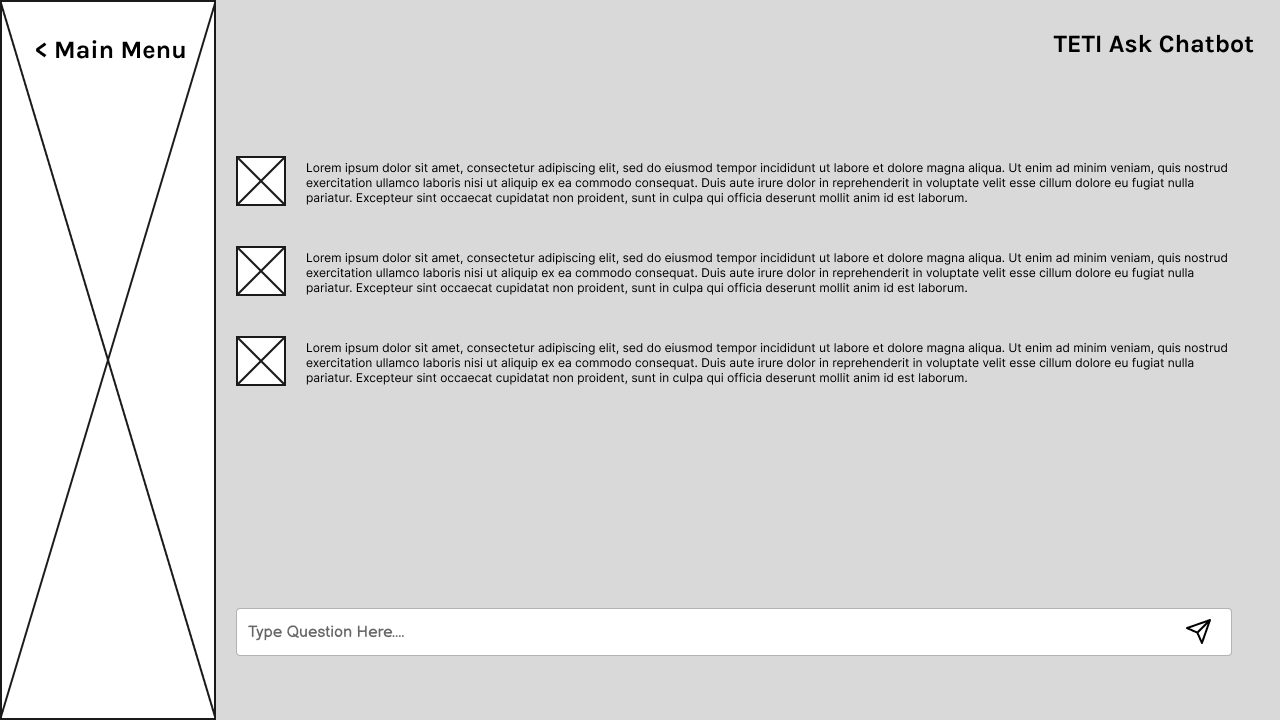 < Main Menu
TETI Ask Chatbot
Lorem ipsum dolor sit amet, consectetur adipiscing elit, sed do eiusmod tempor incididunt ut labore et dolore magna aliqua. Ut enim ad minim veniam, quis nostrud
exercitation ullamco laboris nisi ut aliquip ex ea commodo consequat. Duis aute irure dolor in reprehenderit in voluptate velit esse cillum dolore eu fugiat nulla
pariatur. Excepteur sint occaecat cupidatat non proident, sunt in culpa qui officia deserunt mollit anim id est laborum.
Lorem ipsum dolor sit amet, consectetur adipiscing elit, sed do eiusmod tempor incididunt ut labore et dolore magna aliqua. Ut enim ad minim veniam, quis nostrud
exercitation ullamco laboris nisi ut aliquip ex ea commodo consequat. Duis aute irure dolor in reprehenderit in voluptate velit esse cillum dolore eu fugiat nulla
pariatur. Excepteur sint occaecat cupidatat non proident, sunt in culpa qui officia deserunt mollit anim id est laborum.
Lorem ipsum dolor sit amet, consectetur adipiscing elit, sed do eiusmod tempor incididunt ut labore et dolore magna aliqua. Ut enim ad minim veniam, quis nostrud
exercitation ullamco laboris nisi ut aliquip ex ea commodo consequat. Duis aute irure dolor in reprehenderit in voluptate velit esse cillum dolore eu fugiat nulla
pariatur. Excepteur sint occaecat cupidatat non proident, sunt in culpa qui officia deserunt mollit anim id est laborum.
Type Question Here....